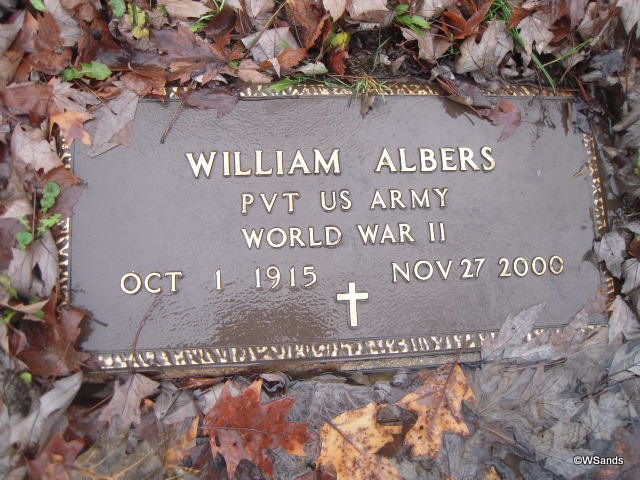 WILLIAM ALBERS
PVT US ARMY
WORLD WAR II
OCT 1 1915 NOV 27 2000
©WSands